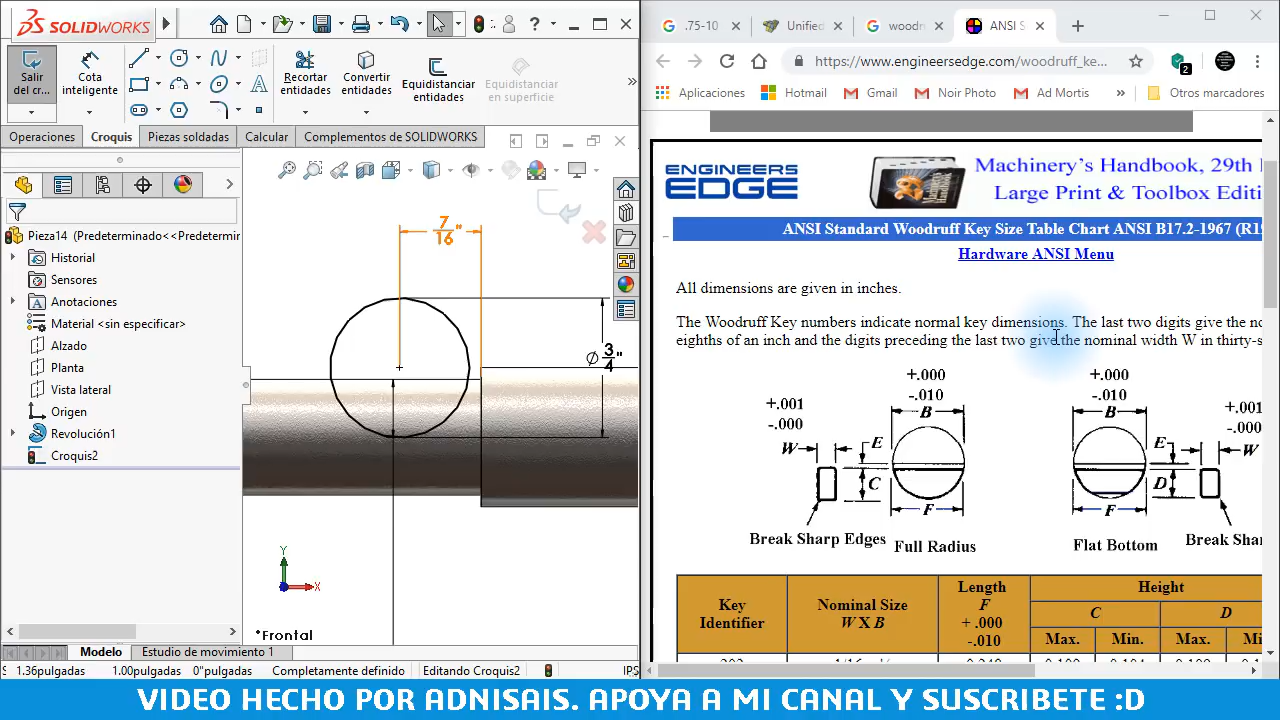 SOLIDWORKS
Salir
del cr...
Cota
inteligente
Recortar
entidades
Convertir
entidades
Equidistanciar
entidades
Equidistanciar
en superficie
Operaciones
Croquis
Piezas soldadas
Calcular
Complementos de SOLIDWORKS
Pieza14 (Predeterminado<<Predetermin
Historial
Sensores
Anotaciones
Material <sin especificar>
Alzado
Planta
Vista lateral
Origen
Revolución1
Croquis2
7/16"
Ø 3/4"
Y
X
*Frontal
Modelo
Estudio de movimiento 1
1.36pulgadas
1.00pulgadas
0"pulgadas
Completamente definido
Editando Croquis2
IPS
.75-10
Unified
woodr
ANSI S
https://www.engineersedge.com/woodruff_ke...
2
Aplicaciones
Hotmail
Gmail
Noir Photo
Ad Mortis
»
Otros marcadores
ENGINEERS
EDGE
Machinery's Handbook, 29th
Large Print & Toolbox Editi
ANSI Standard Woodruff Key Size Table Chart ANSI B17.2-1967 (R19
Hardware ANSI Menu
All dimensions are given in inches.
The Woodruff Key numbers indicate normal key dimensions. The last two digits give the no
eighths of an inch and the digits preceding the last two give the nominal width W in thirty-s
+.000
-.010
B
+.001
-.000
W
E
C
F
Break Sharp Edges
Full Radius
+.000
-.010
B
+.001
-.000
E
W
D
F
Flat Bottom
Break Shar
Key
Identifier
Nominal Size
W X B
Length
F
+ .000
-.010
Height
C
D
Max.
Min.
Max.
Mi
VIDEO HECHO POR ADNISAIS. APOYA A MI CANAL Y SUSCRIBETE :D